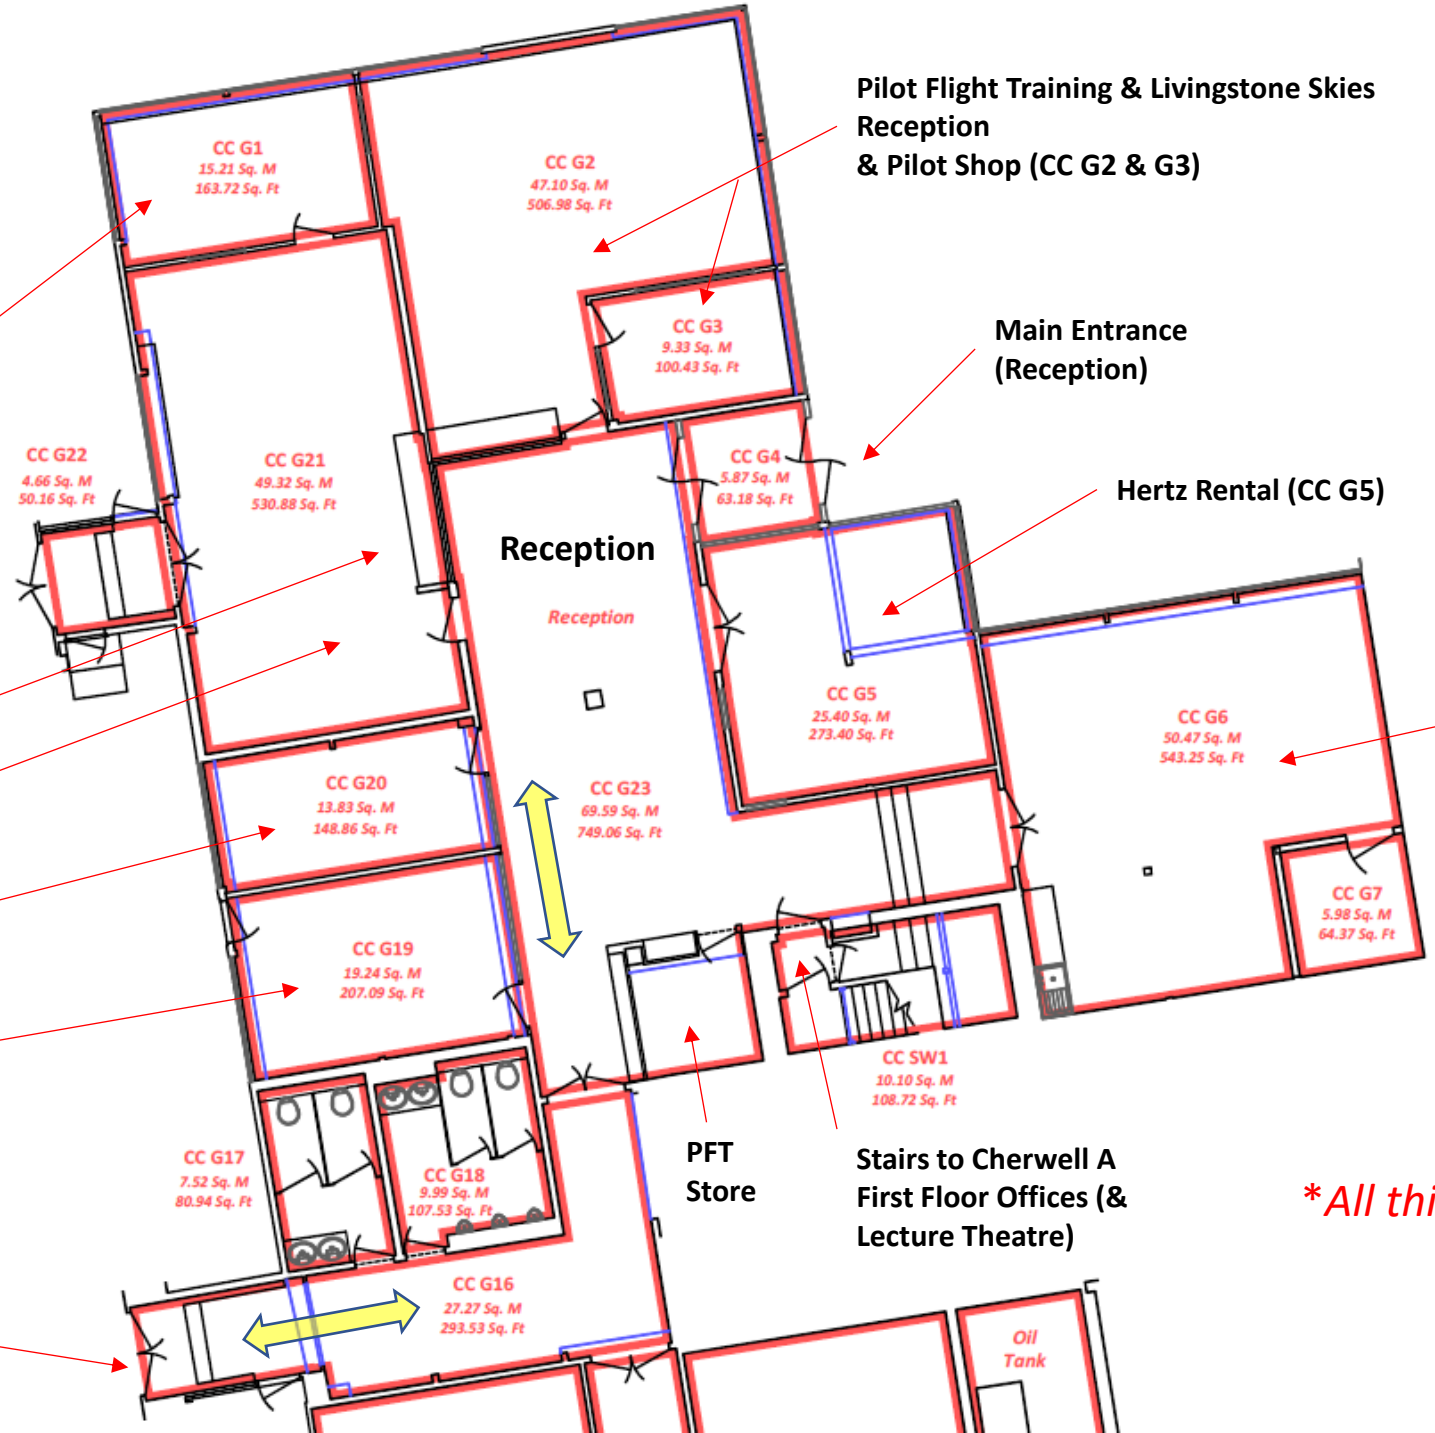 Pilot Flight Training & Livingstone Skies
Reception
& Pilot Shop (CC G2 & G3)
CC G1
15.21 Sq. M
163.72 Sq. Ft
CC G2
47.10 Sq. M
506.98 Sq. Ft
CC G3
9.33 Sq. M
100.43 Sq. Ft
Main Entrance
(Reception)
CC G22
4.66 Sq. M
50.16 Sq. Ft
CC G21
49.32 Sq. M
530.88 Sq. Ft
CC G4
5.87 Sq. M
63.18 Sq. Ft
Hertz Rental (CC G5)
Reception
Reception
CC G5
25.40 Sq. M
273.40 Sq. Ft
CC G6
50.47 Sq. M
543.25 Sq. Ft
CC G20
13.83 Sq. M
148.86 Sq. Ft
CC G23
69.59 Sq. M
749.06 Sq. Ft
CC G7
5.98 Sq. M
64.37 Sq. Ft
CC G19
19.24 Sq. M
207.09 Sq. Ft
CC SW1
10.10 Sq. M
108.72 Sq. Ft
PFT
Store
Stairs to Cherwell A
First Floor Offices (&
Lecture Theatre)
CC G17
7.52 Sq. M
80.94 Sq. Ft
CC G18
9.99 Sq. M
107.53 Sq. Ft
*All thi
CC G16
27.27 Sq. M
293.53 Sq. Ft
Oil
Tank